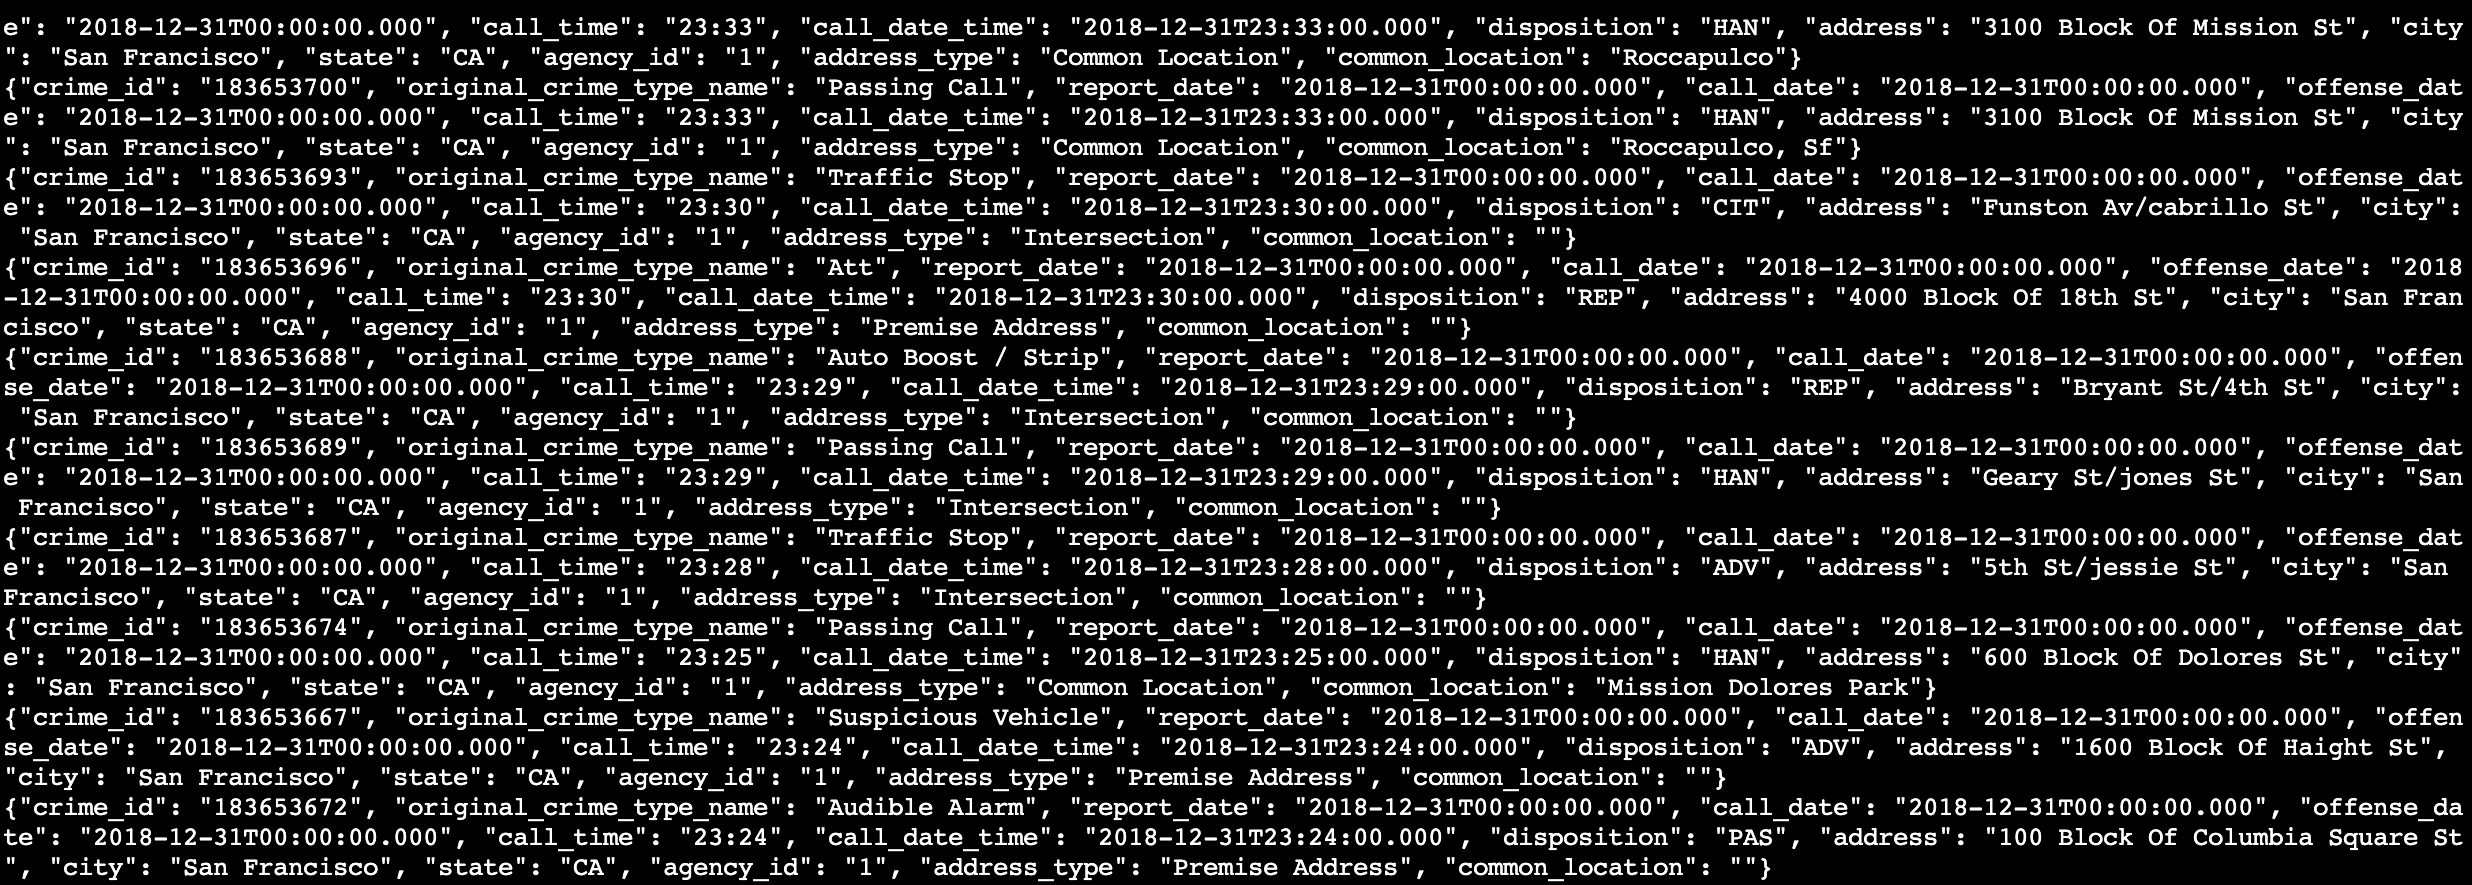 e": "2018-12-31T00:00:00.000", "call_time": "23:33", "call_date_time": "2018-12-31T23:33:00.000", "disposition": "HAN", "address": "3100 Block Of Mission St", "city
": "San Francisco", "state": "CA", "agency_id": "1", "address_type": "Common Location", "common_location": "Roccapulco"}
{"crime_id": "183653700", "original_crime_type_name": "Passing Call", "report_date": "2018-12-31T00:00:00.000", "call_date": "2018-12-31T00:00:00.000", "offense_dat
e": "2018-12-31T00:00:00.000", "call_time": "23:33", "call_date_time": "2018-12-31T23:33:00.000", "disposition": "HAN", "address": "3100 Block Of Mission St", "city
": "San Francisco", "state": "CA", "agency_id": "1", "address_type": "Common Location", "common_location": "Roccapulco, Sf"}
{"crime_id": "183653693", "original_crime_type_name": "Traffic Stop", "report_date": "2018-12-31T00:00:00.000", "call_date": "2018-12-31T00:00:00.000", "offense_dat
e": "2018-12-31T00:00:00.000", "call_time": "23:30", "call_date_time": "2018-12-31T23:30:00.000", "disposition": "CIT", "address": "Funston Av/cabrillo St", "city":
 "San Francisco", "state": "CA", "agency_id": "1", "address_type": "Intersection", "common_location": ""}
{"crime_id": "183653696", "original_crime_type_name": "Att", "report_date": "2018-12-31T00:00:00.000", "call_date": "2018-12-31T00:00:00.000", "offense_date": "2018
-12-31T00:00:00.000", "call_time": "23:30", "call_date_time": "2018-12-31T23:30:00.000", "disposition": "REP", "address": "4000 Block Of 18th St", "city": "San Fran
cisco", "state": "CA", "agency_id": "1", "address_type": "Premise Address", "common_location": ""}
{"crime_id": "183653688", "original_crime_type_name": "Auto Boost / Strip", "report_date": "2018-12-31T00:00:00.000", "call_date": "2018-12-31T00:00:00.000", "offen
se_date": "2018-12-31T00:00:00.000", "call_time": "23:29", "call_date_time": "2018-12-31T23:29:00.000", "disposition": "REP", "address": "Bryant St/4th St", "city":
 "San Francisco", "state": "CA", "agency_id": "1", "address_type": "Intersection", "common_location": ""}
{"crime_id": "183653689", "original_crime_type_name": "Passing Call", "report_date": "2018-12-31T00:00:00.000", "call_date": "2018-12-31T00:00:00.000", "offense_dat
e": "2018-12-31T00:00:00.000", "call_time": "23:29", "call_date_time": "2018-12-31T23:29:00.000", "disposition": "HAN", "address": "Geary St/jones St", "city": "San
 Francisco", "state": "CA", "agency_id": "1", "address_type": "Intersection", "common_location": ""}
{"crime_id": "183653687", "original_crime_type_name": "Traffic Stop", "report_date": "2018-12-31T00:00:00.000", "call_date": "2018-12-31T00:00:00.000", "offense_dat
e": "2018-12-31T00:00:00.000", "call_time": "23:28", "call_date_time": "2018-12-31T23:28:00.000", "disposition": "ADV", "address": "5th St/jessie St", "city": "San
Francisco", "state": "CA", "agency_id": "1", "address_type": "Intersection", "common_location": ""}
{"crime_id": "183653674", "original_crime_type_name": "Passing Call", "report_date": "2018-12-31T00:00:00.000", "call_date": "2018-12-31T00:00:00.000", "offense_dat
e": "2018-12-31T00:00:00.000", "call_time": "23:25", "call_date_time": "2018-12-31T23:25:00.000", "disposition": "HAN", "address": "600 Block Of Dolores St", "city"
: "San Francisco", "state": "CA", "agency_id": "1", "address_type": "Common Location", "common_location": "Mission Dolores Park"}
{"crime_id": "183653667", "original_crime_type_name": "Suspicious Vehicle", "report_date": "2018-12-31T00:00:00.000", "call_date": "2018-12-31T00:00:00.000", "offen
se_date": "2018-12-31T00:00:00.000", "call_time": "23:24", "call_date_time": "2018-12-31T23:24:00.000", "disposition": "ADV", "address": "1600 Block Of Haight St",
"city": "San Francisco", "state": "CA", "agency_id": "1", "address_type": "Premise Address", "common_location": ""}
{"crime_id": "183653672", "original_crime_type_name": "Audible Alarm", "report_date": "2018-12-31T00:00:00.000", "call_date": "2018-12-31T00:00:00.000", "offense_da
te": "2018-12-31T00:00:00.000", "call_time": "23:24", "call_date_time": "2018-12-31T23:24:00.000", "disposition": "PAS", "address": "100 Block Of Columbia Square St
", "city": "San Francisco", "state": "CA", "agency_id": "1", "address_type": "Premise Address", "common_location": ""}